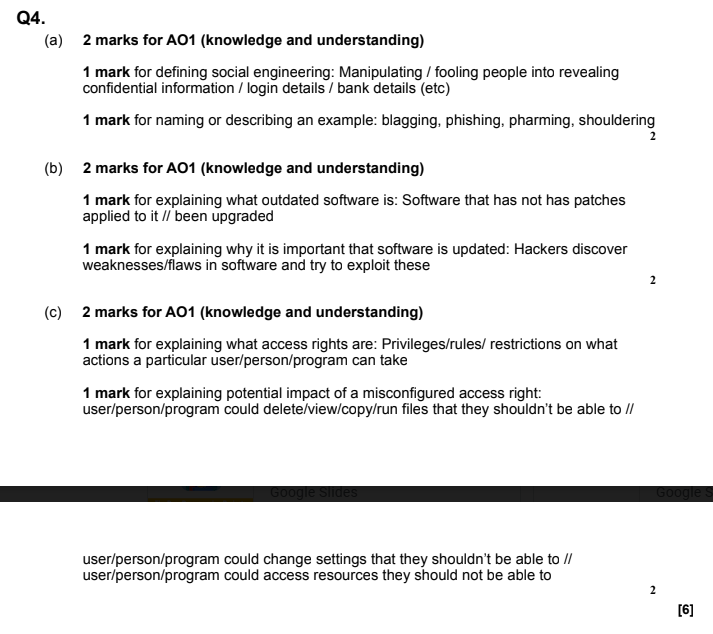 Q4.
(a) 2 marks for AO1 (knowledge and understanding)
1 mark for defining social engineering: Manipulating / fooling people into revealing
confidential information / login details / bank details (etc)
1 mark for naming or describing an example: blagging, phishing, pharming, shouldering
2
(b) 2 marks for AO1 (knowledge and understanding)
1 mark for explaining what outdated software is: Software that has not has patches
applied to it // been upgraded
1 mark for explaining why it is important that software is updated: Hackers discover
weaknesses/flaws in software and try to exploit these
2
(c) 2 marks for AO1 (knowledge and understanding)
1 mark for explaining what access rights are: Privileges/rules/ restrictions on what
actions a particular user/person/program can take
1 mark for explaining potential impact of a misconfigured access right:
user/person/program could delete/view/copy/run files that they shouldn't be able to //
Google Slides Google S
user/person/program could change settings that they shouldn't be able to //
user/person/program could access resources they should not be able to
2
[6]